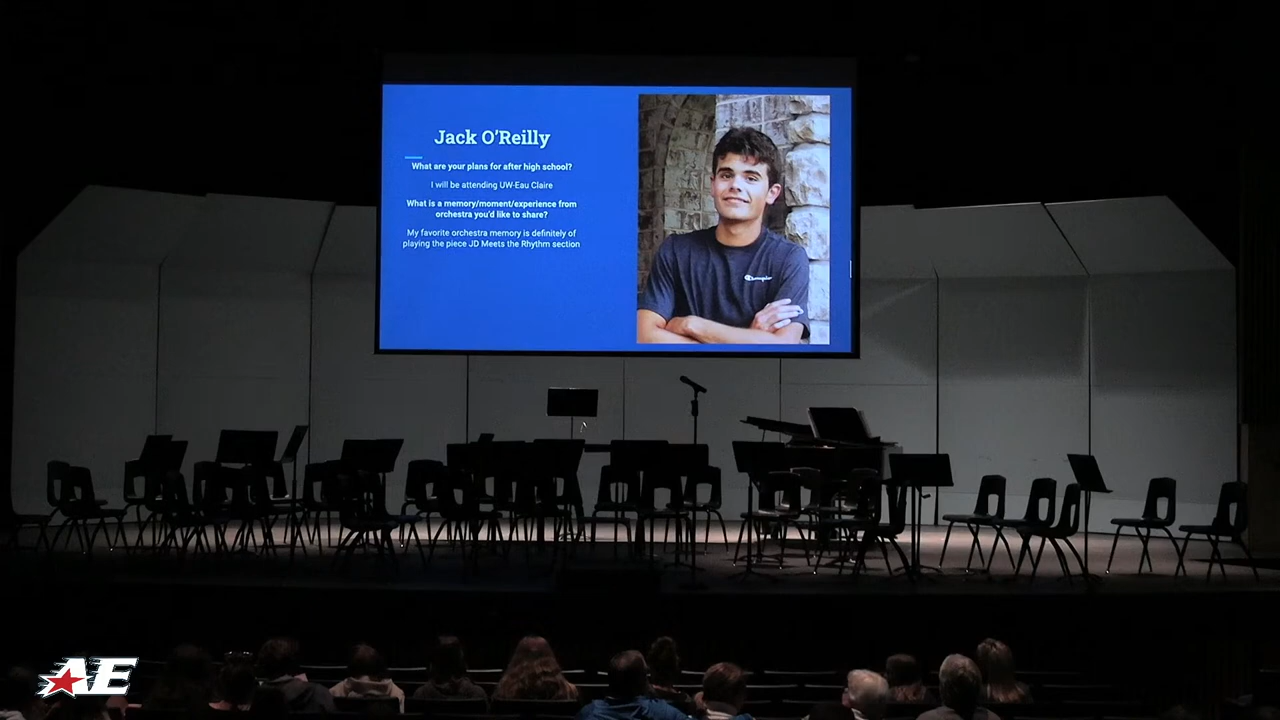 Jack O'Reilly
What are your plans for after high school?
I will be attending UW-Eau Claire
What is a memory/moment/experience from
orchestra you'd like to share?
My favorite orchestra memory is definitely of
playing the piece JD Meets the Rhythm section
Champion
AE